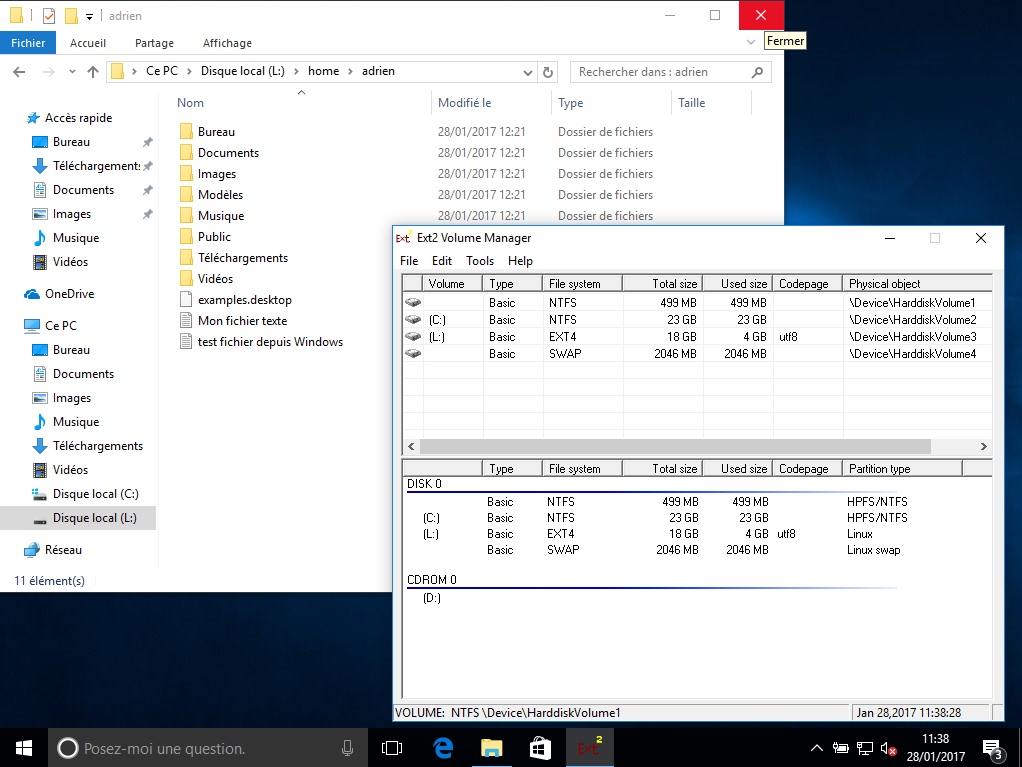 adrien
Fermer
Fichier Accueil Partage Affichage
Ce PC Disque local (L:) home adrien
Rechercher dans : adrien
Nom Modifié le Type Taille
Accès rapide
Bureau
Téléchargements
Documents
Images
Musique
Vidéos
OneDrive
Ce PC
Bureau
Documents
Images
Musique
Téléchargements
Vidéos
Disque local (C:)
Disque local (L:)
Réseau
Bureau 28/01/2017 12:21 Dossier de fichiers
Documents 28/01/2017 12:21 Dossier de fichiers
Images 28/01/2017 12:21 Dossier de fichiers
Modèles 28/01/2017 12:21 Dossier de fichiers
Musique 28/01/2017 12:21 Dossier de fichiers
Public
Téléchargements
Vidéos
examples.desktop
Mon fichier texte
test fichier depuis Windows
11 élément(s)
Ext2 Ext2 Volume Manager
File Edit Tools Help
Volume Type File system Total size Used size Codepage Physical object
Basic NTFS 499 MB 499 MB \Device\HarddiskVolume1
(C:) Basic NTFS 23 GB 23 GB \Device\HarddiskVolume2
(L:) Basic EXT4 18 GB 4 GB utf8 \Device\HarddiskVolume3
Basic SWAP 2046 MB 2046 MB \Device\HarddiskVolume4
Type File system Total size Used size Codepage Partition type
DISK 0
Basic NTFS 499 MB 499 MB HPFS/NTFS
(C:) Basic NTFS 23 GB 23 GB HPFS/NTFS
(L:) Basic EXT4 18 GB 4 GB utf8 Linux
Basic SWAP 2046 MB 2046 MB Linux swap
CDROM 0
(D:)
VOLUME: NTFS \Device\HarddiskVolume1 Jan 28,2017 11:38:28
Posez-moi une question.
Ext2
11:38
28/01/2017
3